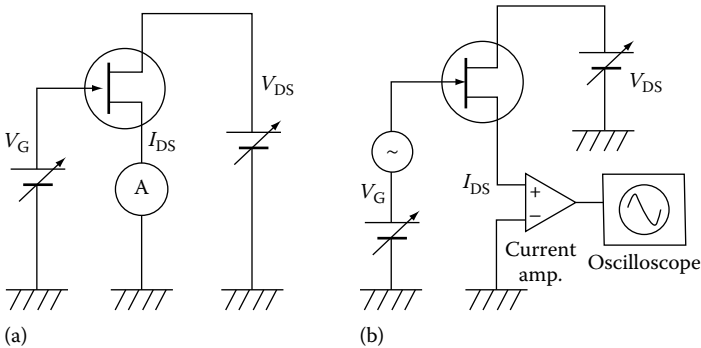 V_DS
V_G
I_DS
A
(a)
V_DS
~
V_G
I_DS
+
−
Current
amp.
Oscilloscope
(b)